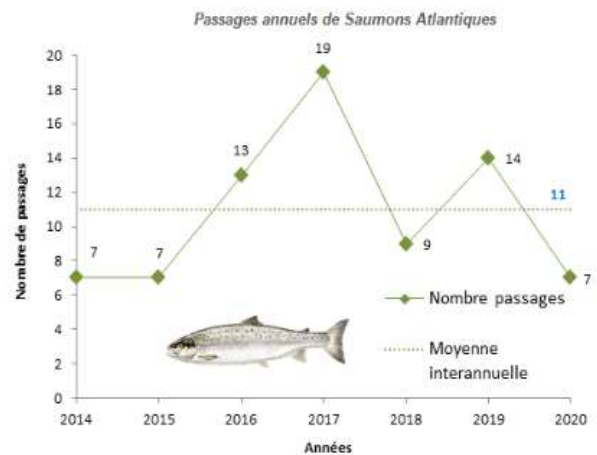 Passages annuels de Saumons Atlantiques
Nombre de passages
20
18
16
14
12
10
8
6
4
2
0
7
7
13
19
9
14
11
7
Nombre passages
Moyenne
interannuelle
2014 2015 2016 2017 2018 2019 2020
Années